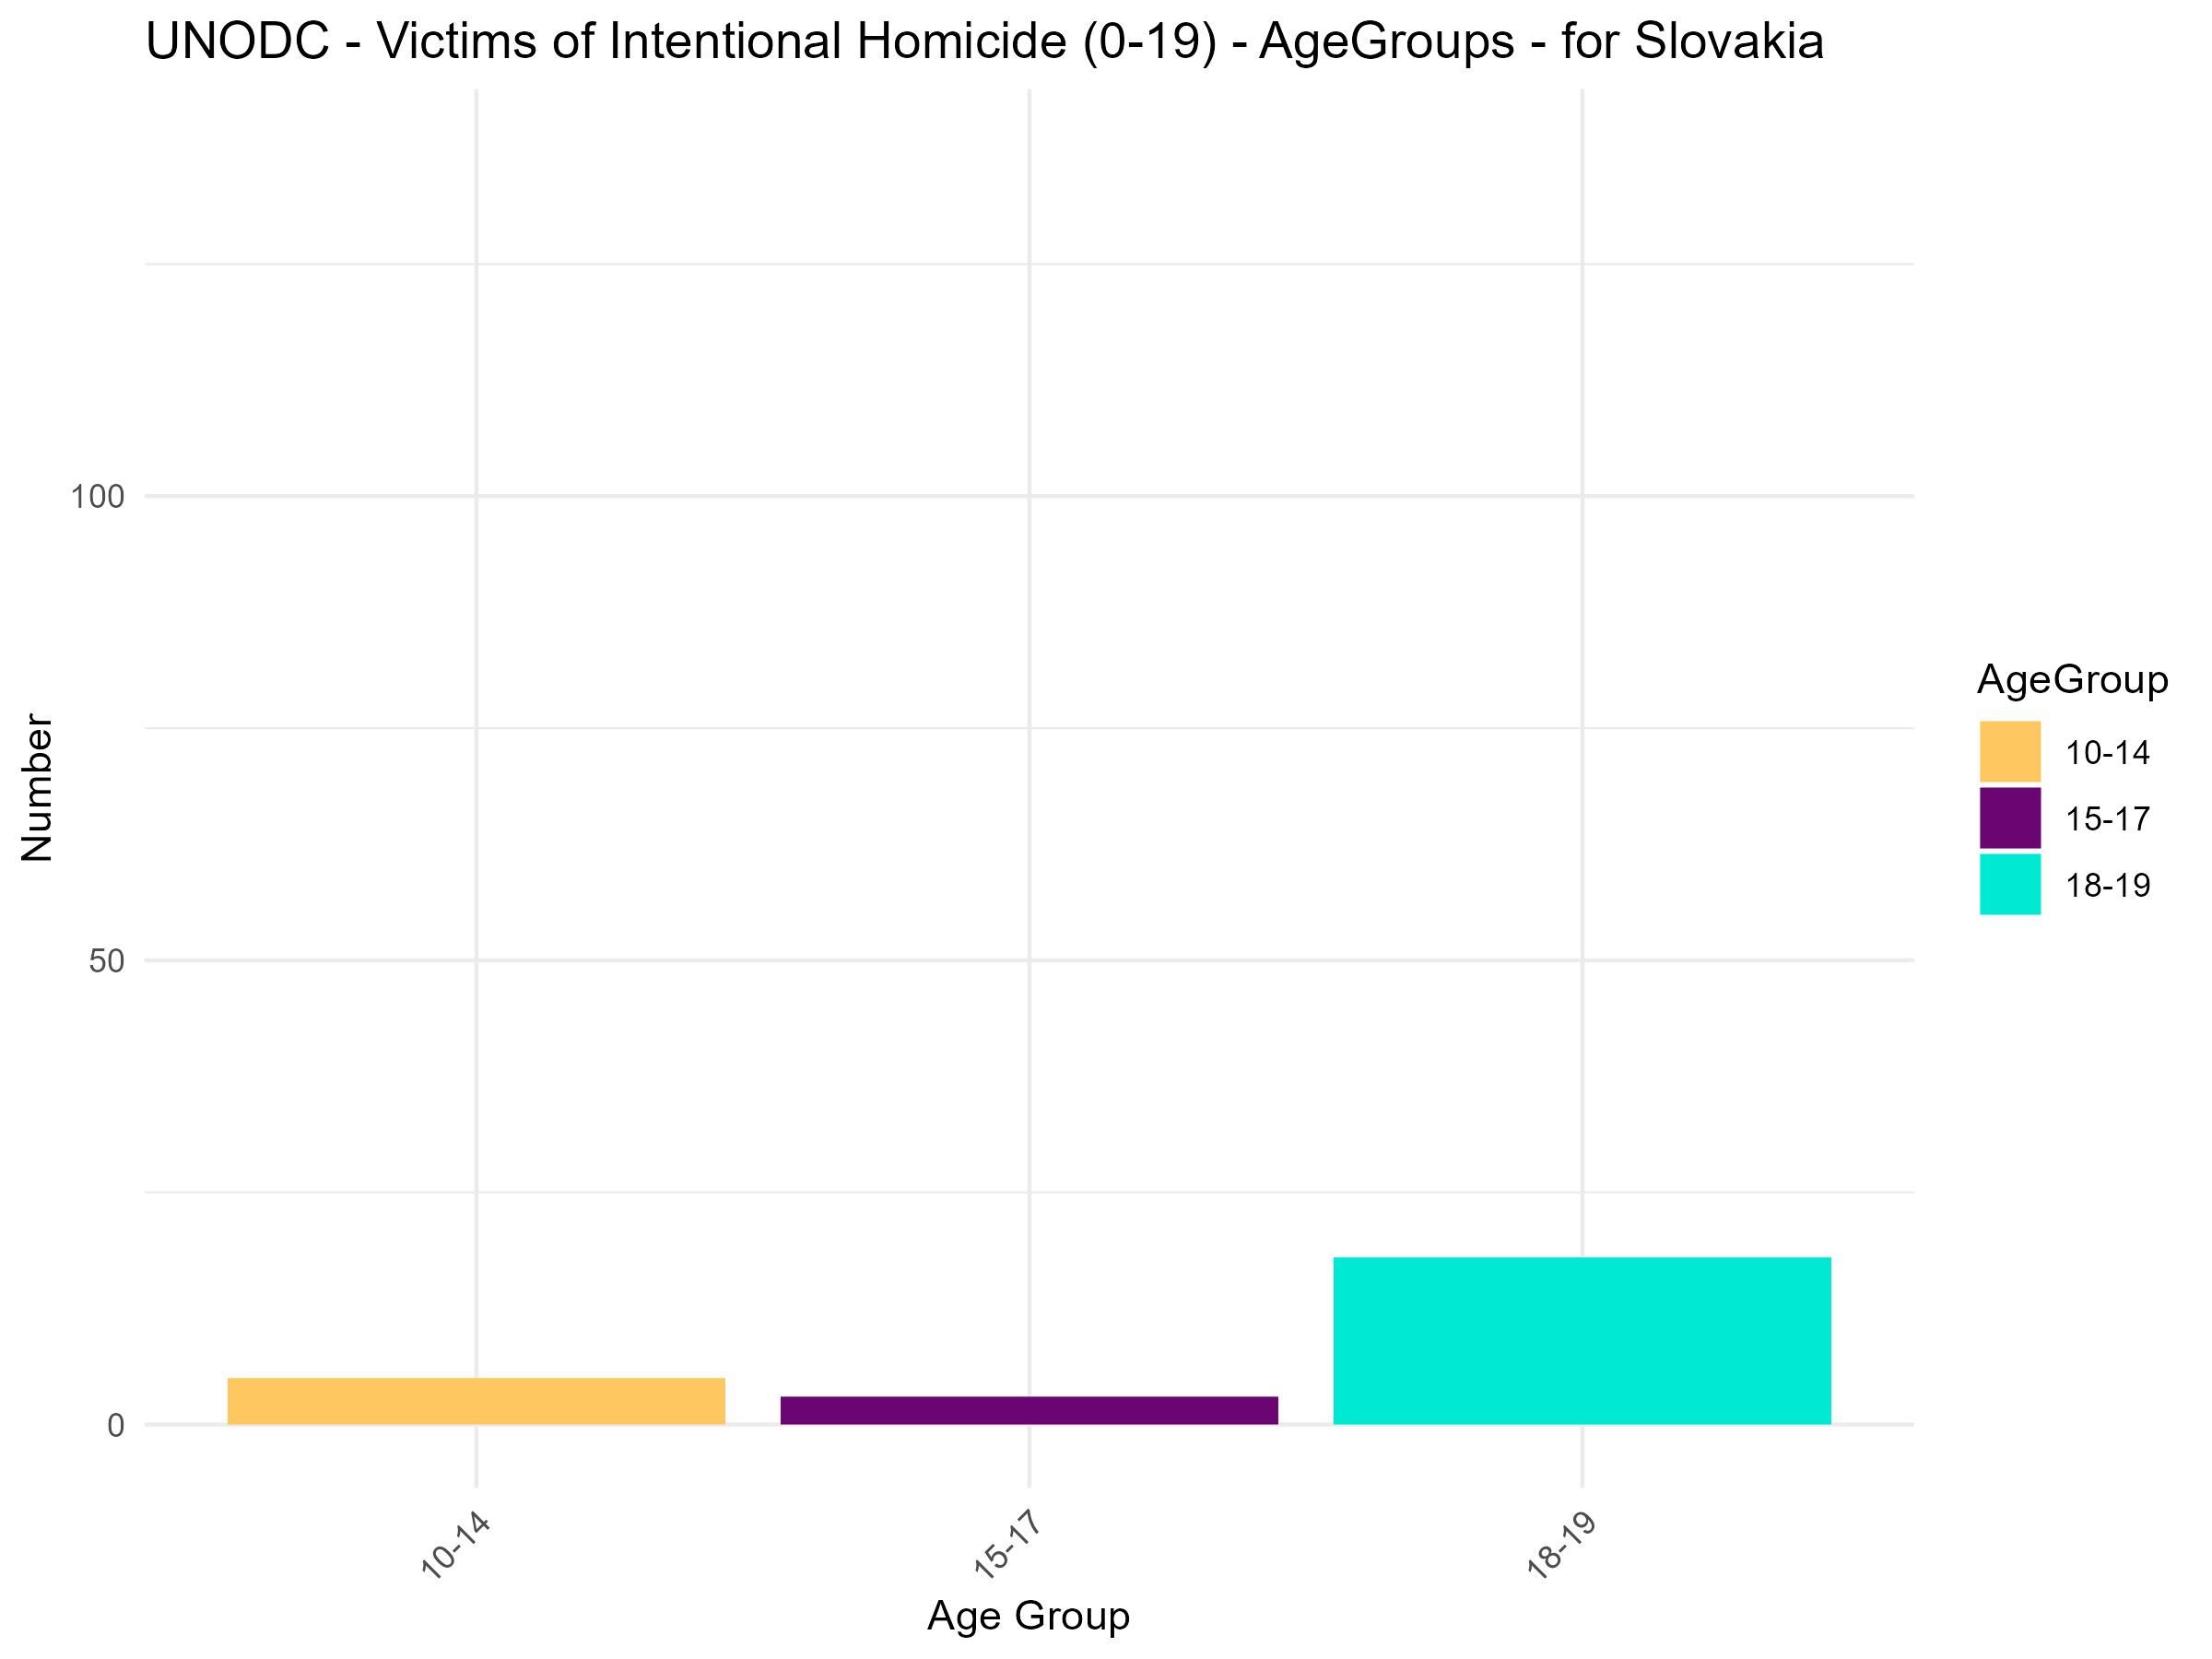 UNODC - Victims of Intentional Homicide (0-19) - AgeGroups - for Slovakia
Number
100
50
0
10-14
15-17
18-19
Age Group
AgeGroup
10-14
15-17
18-19